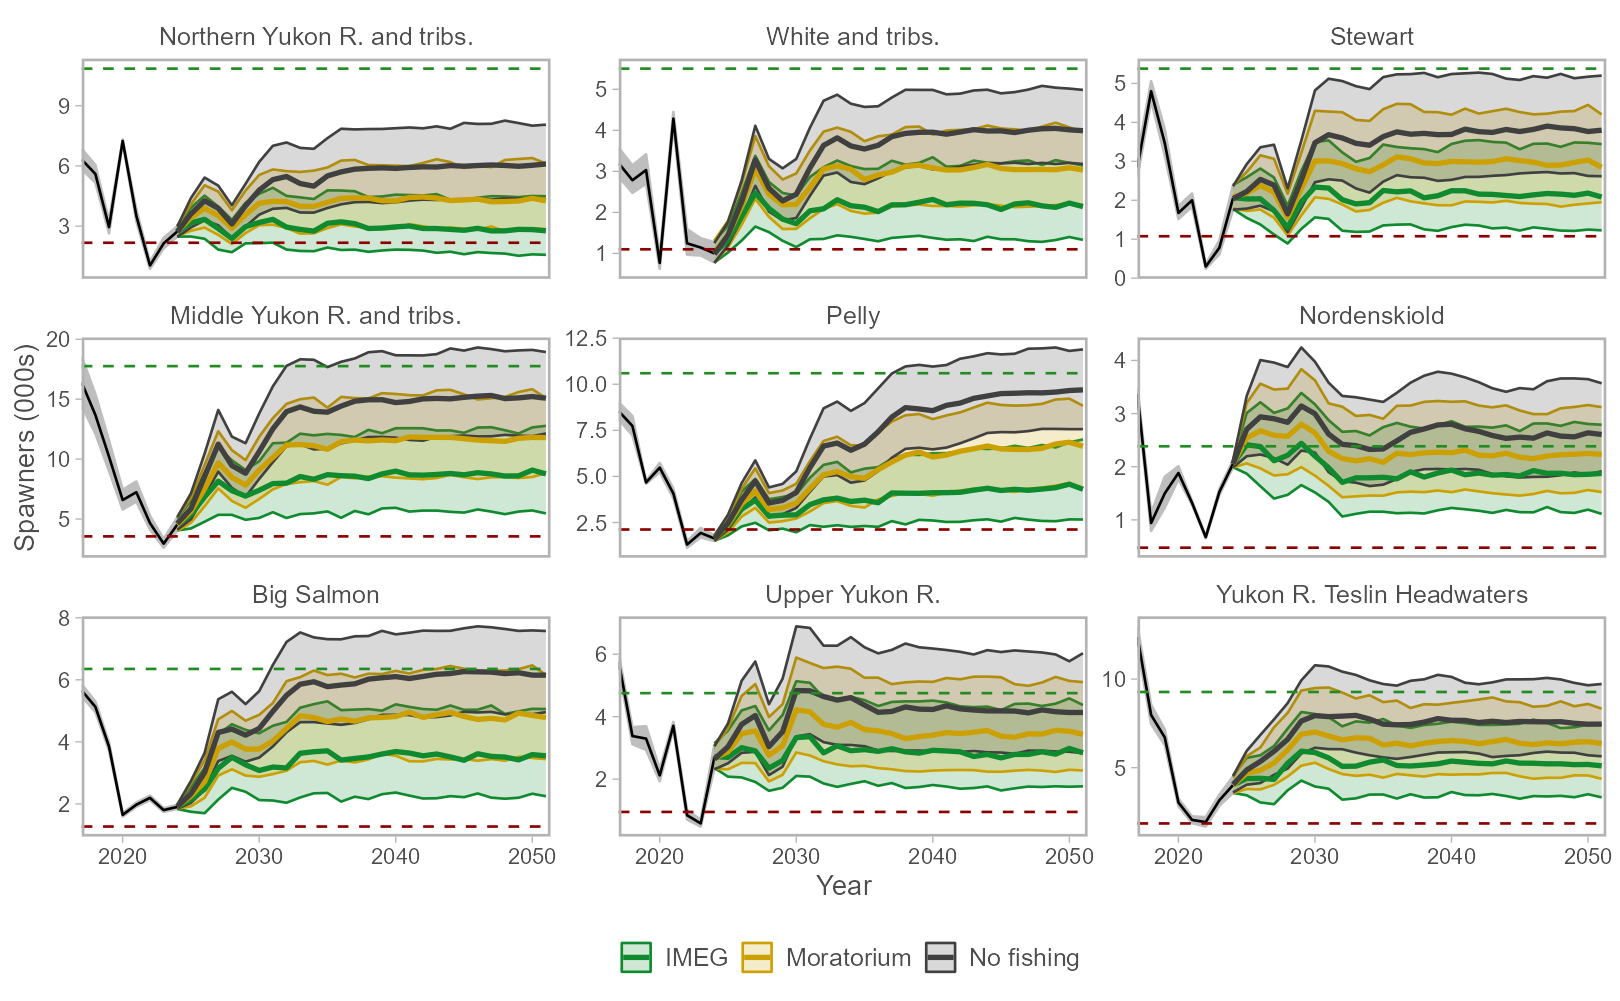 Northern Yukon R. and tribs.
White and tribs.
Stewart
9
6
3
5
4
3
2
1
5
4
3
2
1
0
Middle Yukon R. and tribs.
Pelly
Nordenskiold
20
15
10
5
12.5
10.0
7.5
5.0
2.5
4
3
2
1
Spawners (000s)
Big Salmon
Upper Yukon R.
Yukon R. Teslin Headwaters
8
6
4
2
6
4
2
10
5
2020 2030 2040 2050
2020 2030 2040 2050
2020 2030 2040 2050
Year
IMEG Moratorium No fishing